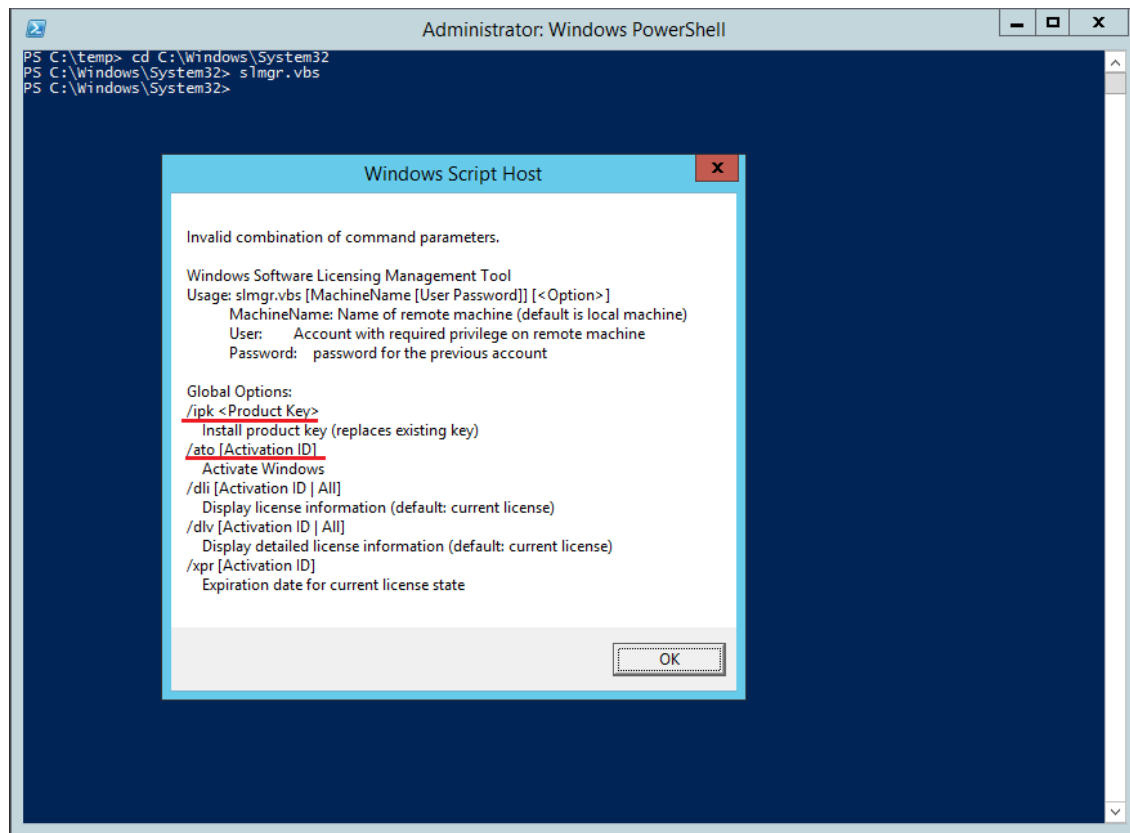 Administrator: Windows PowerShell
PS C:\temp> cd C:\Windows\System32
PS C:\Windows\System32> slmgr.vbs
PS C:\Windows\System32>
Windows Script Host
Invalid combination of command parameters.
Windows Software Licensing Management Tool
Usage: slmgr.vbs [MachineName [User Password]] [<Option>]
MachineName: Name of remote machine (default is local machine)
User: Account with required privilege on remote machine
Password: password for the previous account
Global Options:
/ipk <Product Key>
Install product key (replaces existing key)
/ato [Activation ID]
Activate Windows
/dli [Activation ID | All]
Display license information (default: current license)
/dlv [Activation ID | All]
Display detailed license information (default: current license)
/xpr [Activation ID]
Expiration date for current license state
OK